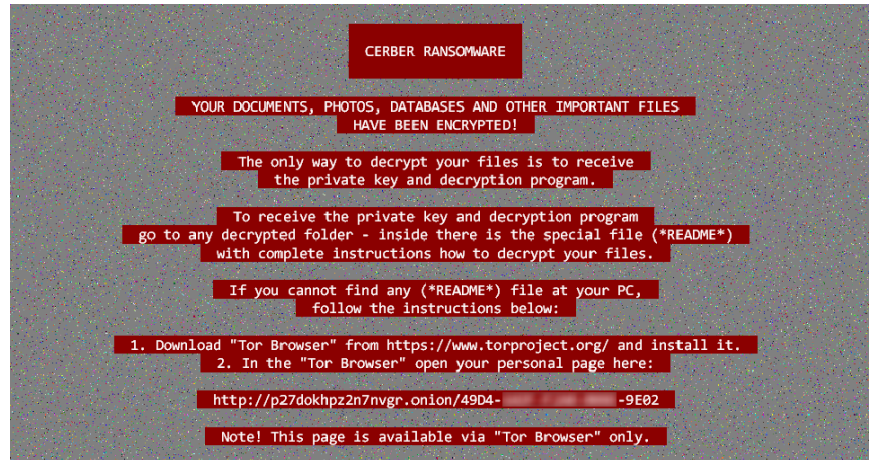 CERBER RANSOMWARE
YOUR DOCUMENTS, PHOTOS, DATABASES AND OTHER IMPORTANT FILES
HAVE BEEN ENCRYPTED!
The only way to decrypt your files is to receive
the private key and decryption program.
To receive the private key and decryption program
go to any decrypted folder - inside there is the special file (*README*)
with complete instructions how to decrypt your files.
If you cannot find any (*README*) file at your PC,
follow the instructions below:
1. Download "Tor Browser" from https://www.torproject.org/ and install it.
2. In the "Tor Browser" open your personal page here:
http://p27dokhpz2n7nvgr.onion/49D4- -9E02
Note! This page is available via "Tor Browser" only.